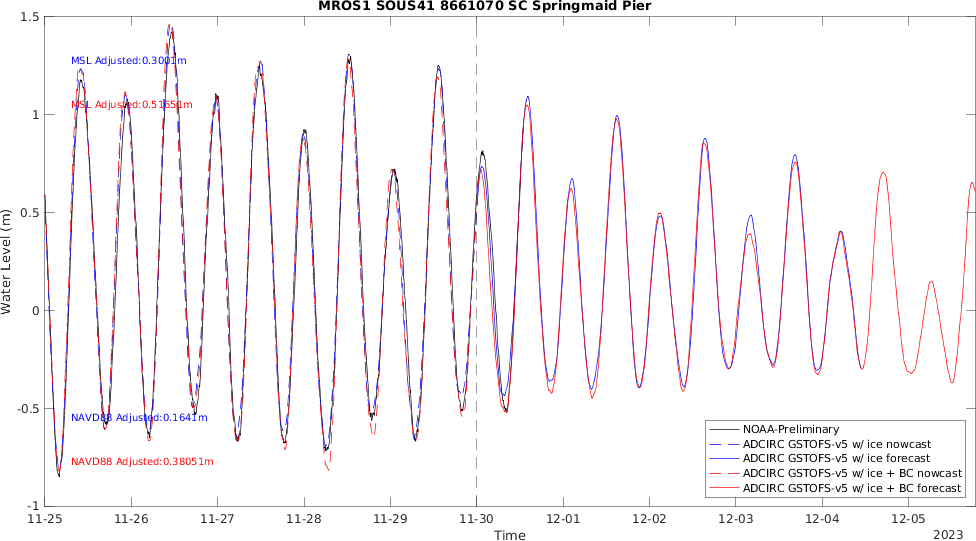 MROS1 SOUS41 8661070 SC Springmaid Pier
1.5
1
0.5
0
-0.5
-1
Water Level (m)
MSL Adjusted:0.3001m
MSL Adjusted:0.51651m
NAVD88 Adjusted:0.1641m
NAVD88 Adjusted:0.38051m
NOAA-Preliminary
ADCIRC GSTOFS-v5 w/ ice nowcast
ADCIRC GSTOFS-v5 w/ ice forecast
ADCIRC GSTOFS-v5 w/ ice + BC nowcast
ADCIRC GSTOFS-v5 w/ ice + BC forecast
11-25 11-26 11-27 11-28 11-29 11-30 12-01 12-02 12-03 12-04 12-05
Time
2023